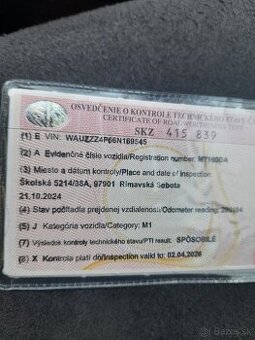 OSVEDČENIE O KONTROLE TECHNICKÉHO STAVU
CERTIFICATE OF ROADWORTHINESS TEST
SKZ 415 839
(1) E VIN: WAUZZZ4F66N169545
(2) A Evidenčné číslo vozidla/Registration number:
(3) Miesto a dátum kontroly/Place and date of inspection
Školská 5214/38A, 97901 Rimavská Sobota
21.10.2024
(4) Stav počítadla prejdenej vzdialenosti/Odometer reading:
(5) J Kategória vozidla/Category: M1
(7) Výsledok kontroly technického stavu/PTI result: SPÔSOBILÉ
(8) X Kontrola platí do/Inspection valid to: 02.04.2026
bazos.sk